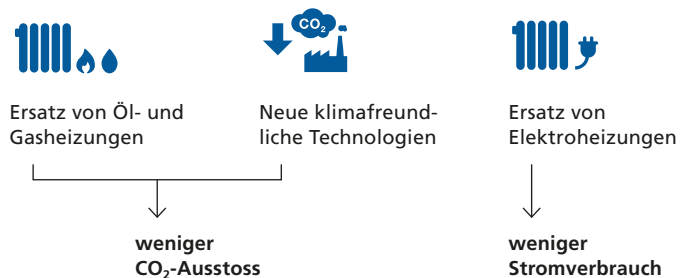 CO₂
Ersatz von Öl- und
Gasheizungen
Neue klimafreund-
liche Technologien
Ersatz von
Elektroheizungen
weniger
CO₂-Ausstoss
weniger
Stromverbrauch